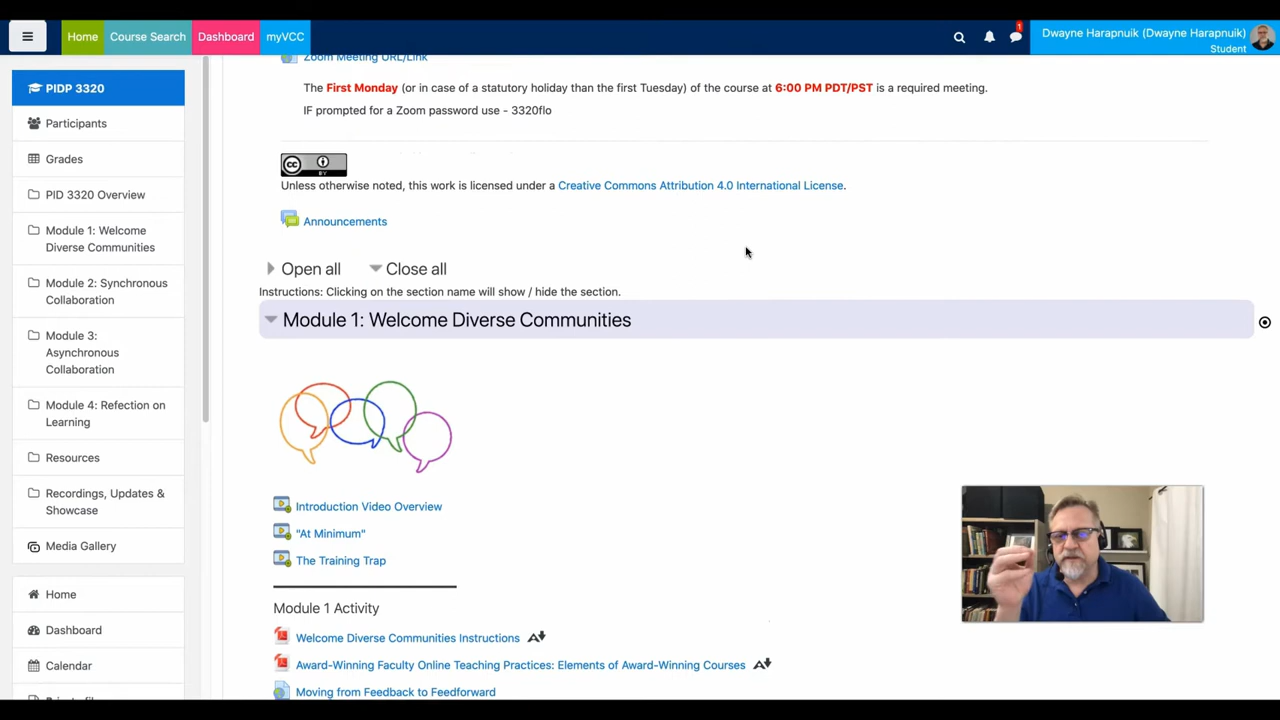 Home
Course Search
Dashboard
myVCC
1
Dwayne Harapnuik (Dwayne Harapnuik)
Student
PIDP 3320
Participants
Grades
PID 3320 Overview
Module 1: Welcome
Diverse Communities
Module 2: Synchronous
Collaboration
Module 3:
Asynchronous
Collaboration
Module 4: Refection on
Learning
Resources
Recordings, Updates &
Showcase
Media Gallery
Home
Dashboard
Calendar
Zoom Meeting URL/Link
The First Monday (or in case of a statutory holiday than the first Tuesday) of the course at 6:00 PM PDT/PST is a required meeting.
IF prompted for a Zoom password use - 3320flo
cc
BY
Unless otherwise noted, this work is licensed under a Creative Commons Attribution 4.0 International License.
Announcements
Open all
Close all
Instructions: Clicking on the section name will show / hide the section.
Module 1: Welcome Diverse Communities
Introduction Video Overview
"At Minimum"
The Training Trap
Module 1 Activity
Welcome Diverse Communities Instructions
Award-Winning Faculty Online Teaching Practices: Elements of Award-Winning Courses
Moving from Feedback to Feedforward